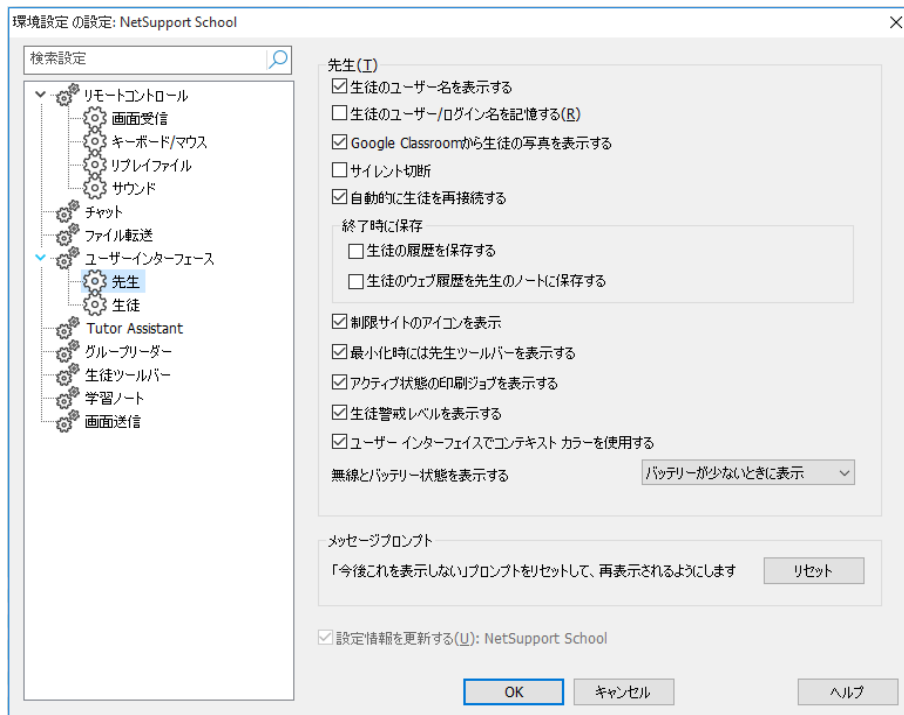 環境設定 の設定: NetSupport School
検索設定
リモートコントロール
画面受信
キーボード/マウス
リプレイファイル
サウンド
チャット
ファイル転送
ユーザーインターフェース
先生
生徒
Tutor Assistant
グループリーダー
生徒ツールバー
学習ノート
画面送信
先生(T)
生徒のユーザー名を表示する
生徒のユーザー/ログイン名を記憶する(R)
Google Classroomから生徒の写真を表示する
サイレント切断
自動的に生徒を再接続する
終了時に保存
生徒の履歴を保存する
生徒のウェブ履歴を先生のノートに保存する
制限サイトのアイコンを表示
最小化時には先生ツールバーを表示する
アクティブ状態の印刷ジョブを表示する
生徒警戒レベルを表示する
ユーザー インターフェイスでコンテキスト カラーを使用する
無線とバッテリー状態を表示する バッテリーが少ないときに表示
メッセージプロンプト
「今後これを表示しない」プロンプトをリセットして、再表示されるようにします リセット
設定情報を更新する(U): NetSupport School
OK キャンセル ヘルプ